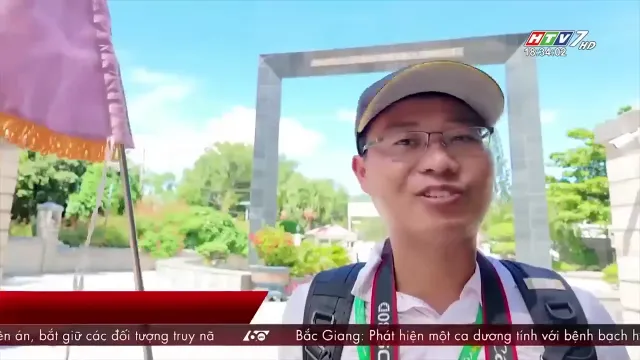 HTV7 HD
18:34:02
ên án, bắt giữ các đối tượng truy nã 60 Bắc Giang: Phát hiện một ca dương tính với bệnh bạch h